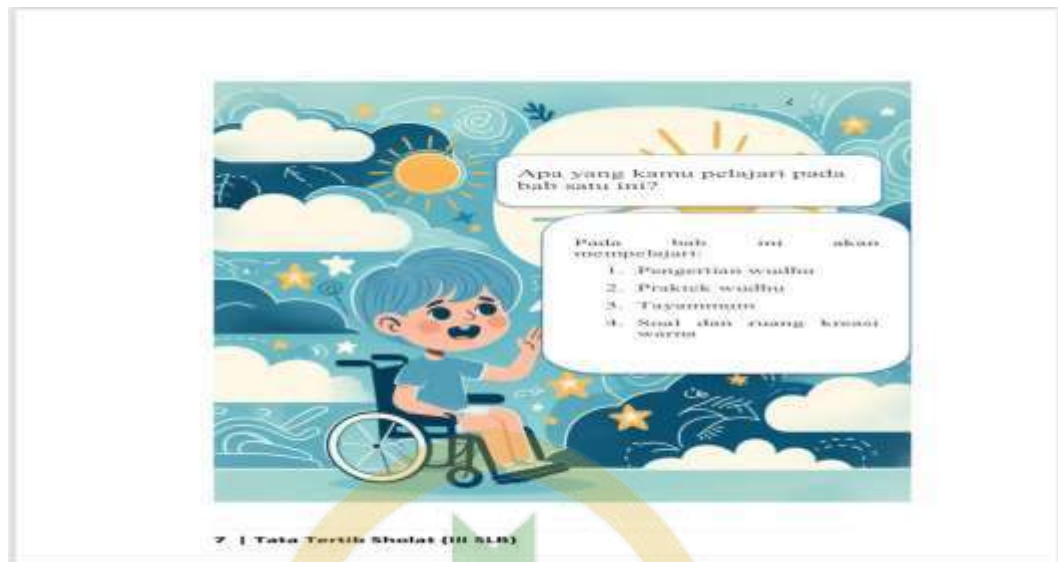 Apa yang kamu pelajari pada
bab satu ini?
Pada bab ini akan
mempelajari:
1. Pengertian wudhu
2. Praktek wudhu
3. Tayammum
4. Soal dan ruang kreasi
warna
7 | Tata Tertib Sholat (III SLB)